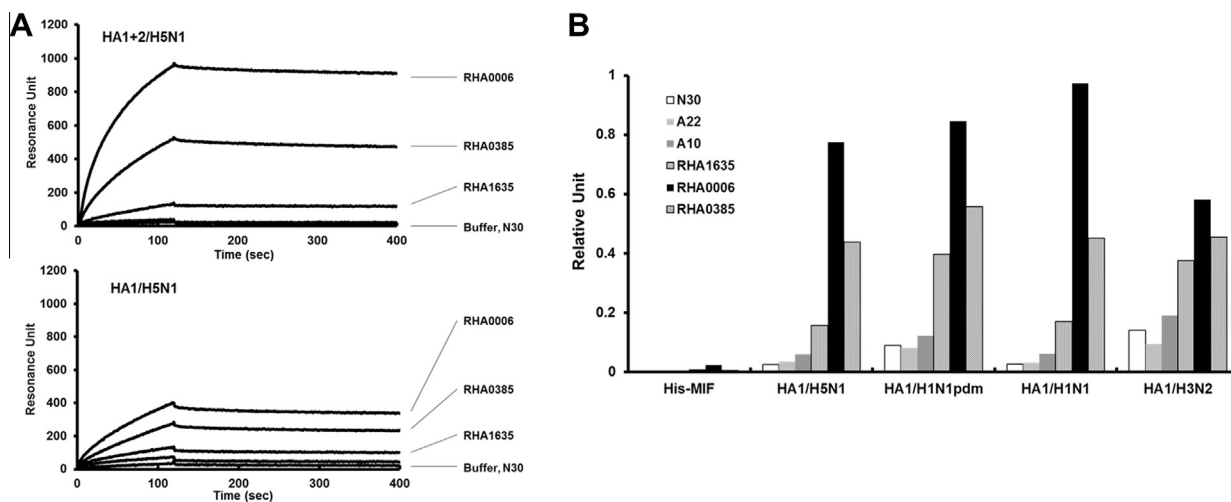 A
HA1+2/H5N1
Resonance Unit
1200
1000
800
600
400
200
0
0 100 200 300 400
Time (sec)
RHA0006
RHA0385
RHA1635
Buffer, N30
HA1/H5N1
Resonance Unit
1200
1000
800
600
400
200
0
0 100 200 300 400
Time (sec)
RHA0006
RHA0385
RHA1635
Buffer, N30
B
Relative Unit
1
0.8
0.6
0.4
0.2
0
N30
A22
A10
RHA1635
RHA0006
RHA0385
His-MIF HA1/H5N1 HA1/H1N1pdm HA1/H1N1 HA1/H3N2